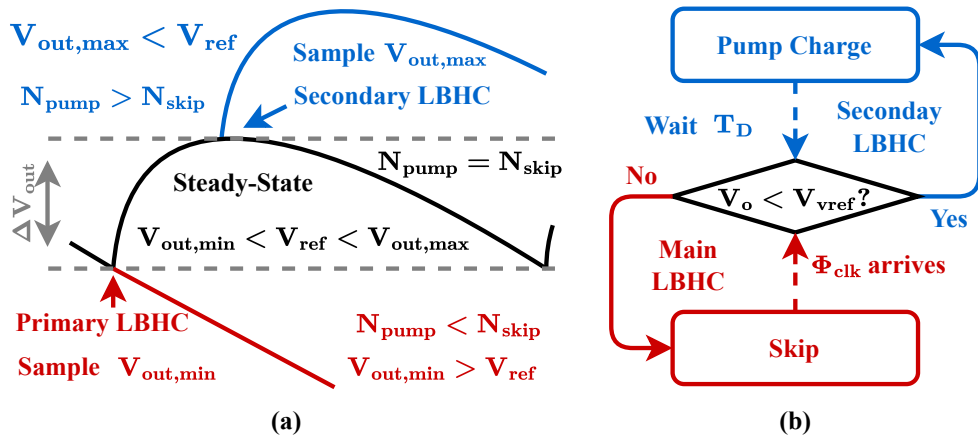 V_out,max < V_ref
N_pump > N_skip
Sample V_out,max
Secondary LBHC
ΔV_out
Steady-State
N_pump = N_skip
V_out,min < V_ref < V_out,max
Primary LBHC
Sample V_out,min
N_pump < N_skip
V_out,min > V_ref
(a)
Pump Charge
Wait T_D
Seconday
LBHC
No
V_o < V_vref?
Yes
Main
LBHC
Φ_clk arrives
Skip
(b)